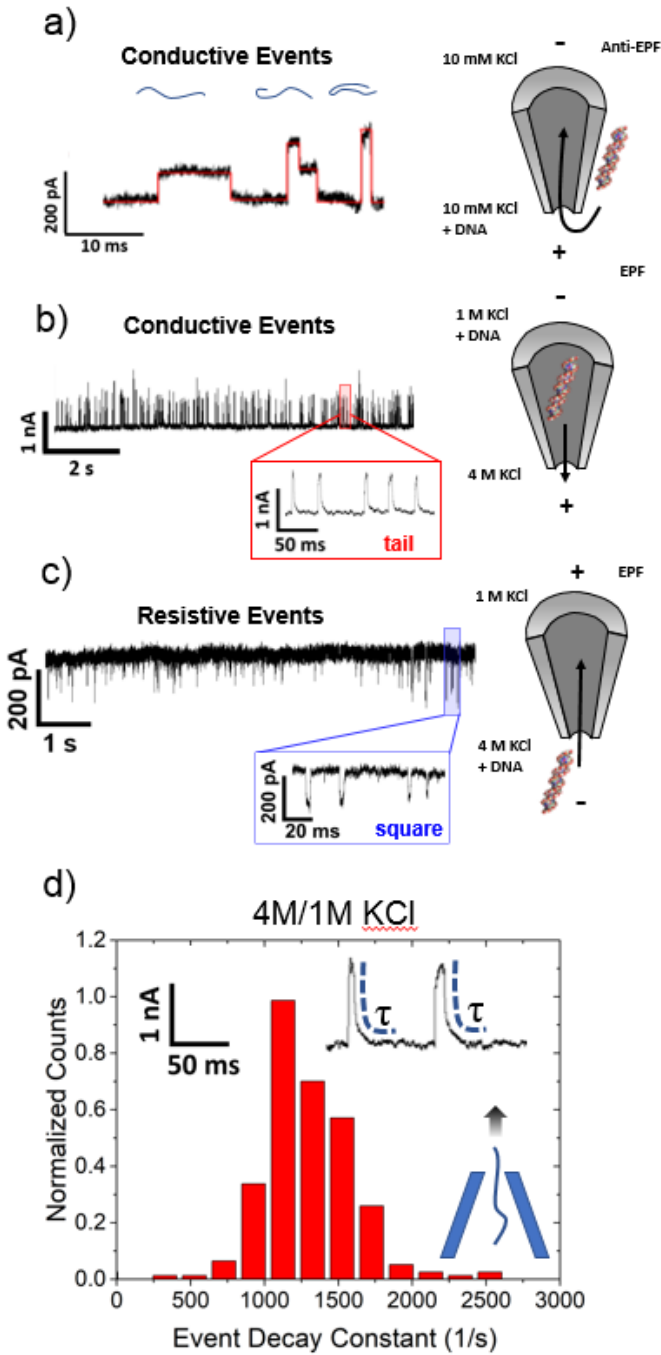 a)
Conductive Events
200 pA
10 ms
10 mM KCl
-
Anti-EPF
10 mM KCl
+ DNA
+
b)
Conductive Events
1 nA
2 s
1 nA
50 ms
tail
-
EPF
1 M KCl
+ DNA
4 M KCl
+
c)
Resistive Events
200 pA
1 s
200 pA
20 ms
square
+
EPF
1 M KCl
4 M KCl
+ DNA
-
d)
4M/1M KCl
1 nA
50 ms
τ
τ
Normalized Counts
1.2
1.0
0.8
0.6
0.4
0.2
0.0
0
500
1000
1500
2000
2500
3000
Event Decay Constant (1/s)